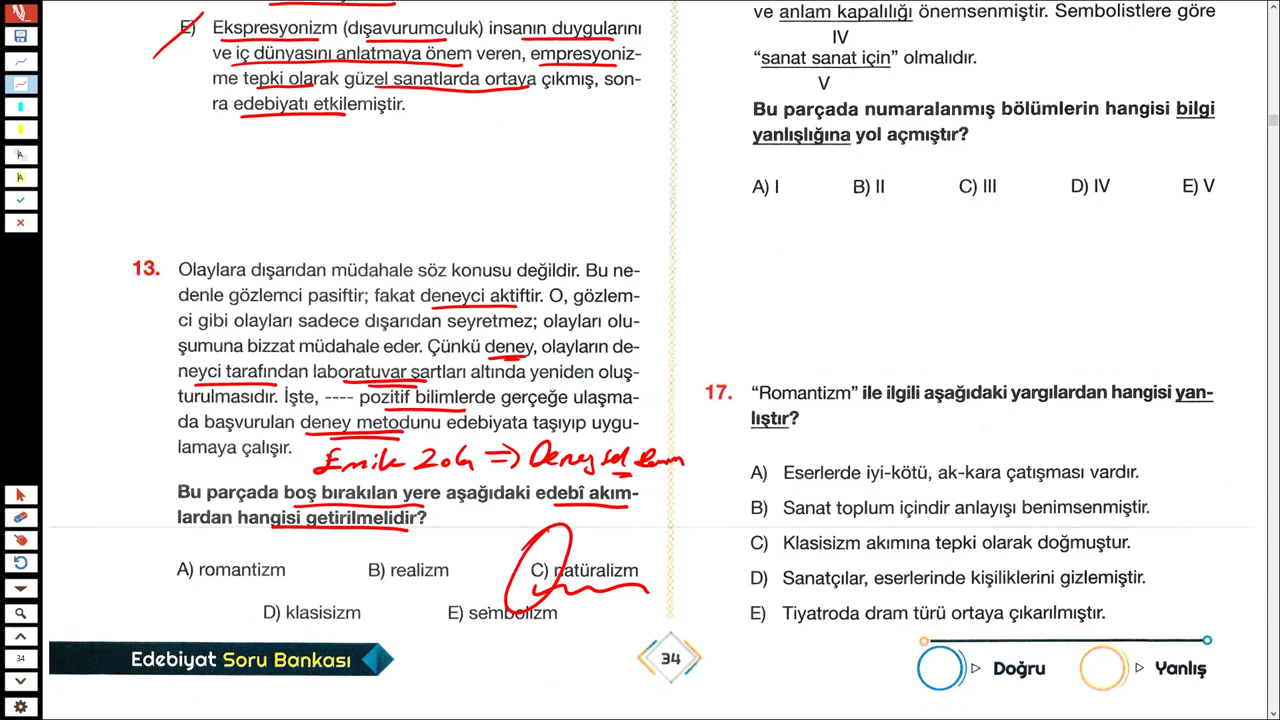 E) Ekspresyonizm (dışavurumculuk) insanın duygularını
ve iç dünyasını anlatmaya önem veren, empresyoniz-
me tepki olarak güzel sanatlarda ortaya çıkmış, son-
ra edebiyatı etkilemiştir.
13. Olaylara dışarıdan müdahale söz konusu değildir. Bu ne-
denle gözlemci pasiftir; fakat deneyci aktiftir. O, gözlem-
ci gibi olayları sadece dışarıdan seyretmez; olayları olu-
şumuna bizzat müdahale eder. Çünkü deney, olayların de-
neyci tarafından laboratuvar şartları altında yeniden oluş-
turulmasıdır. İşte, ---- pozitif bilimlerde gerçeğe ulaşma-
da başvurulan deney metodunu edebiyata taşıyıp uygu-
lamaya çalışır.
Emile Zola => Deneysel
Bu parçada boş bırakılan yere aşağıdaki edebî akım-
lardan hangisi getirilmelidir?
A) romantizm B) realizm C) natüralizm
D) klasisizm E) sembolizm
Edebiyat Soru Bankası
34
ve anlam kapalılığı önemsenmiştir. Sembolistlere göre
IV
“sanat sanat için” olmalıdır.
V
Bu parçada numaralanmış bölümlerin hangisi bilgi
yanlışlığına yol açmıştır?
A) I B) II C) III D) IV E) V
17. “Romantizm” ile ilgili aşağıdaki yargılardan hangisi yan-
lıştır?
A) Eserlerde iyi-kötü, ak-kara çatışması vardır.
B) Sanat toplum içindir anlayışı benimsenmiştir.
C) Klasisizm akımına tepki olarak doğmuştur.
D) Sanatçılar, eserlerinde kişiliklerini gizlemiştir.
E) Tiyatroda dram türü ortaya çıkarılmıştır.
Doğru Yanlış
A
A
34